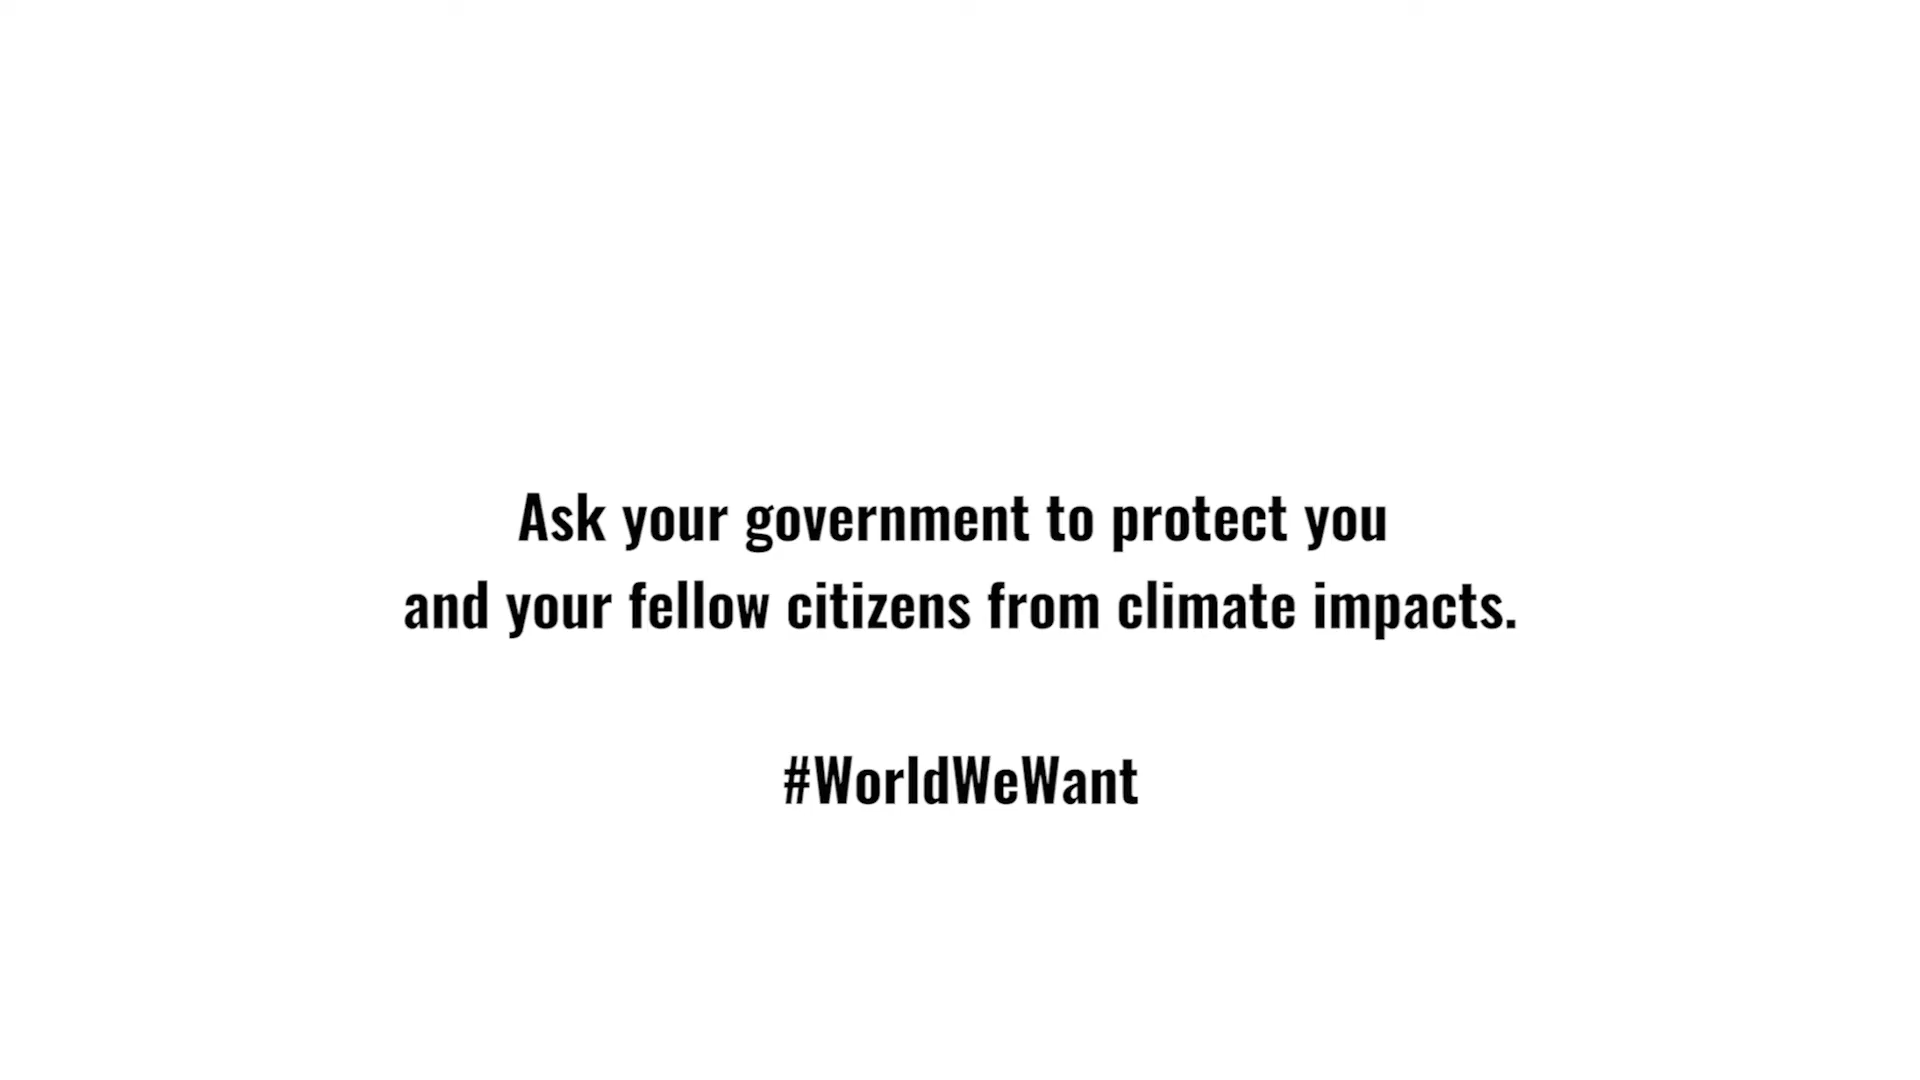 Ask your government to protect you
and your fellow citizens from climate impacts.
#WorldWeWant